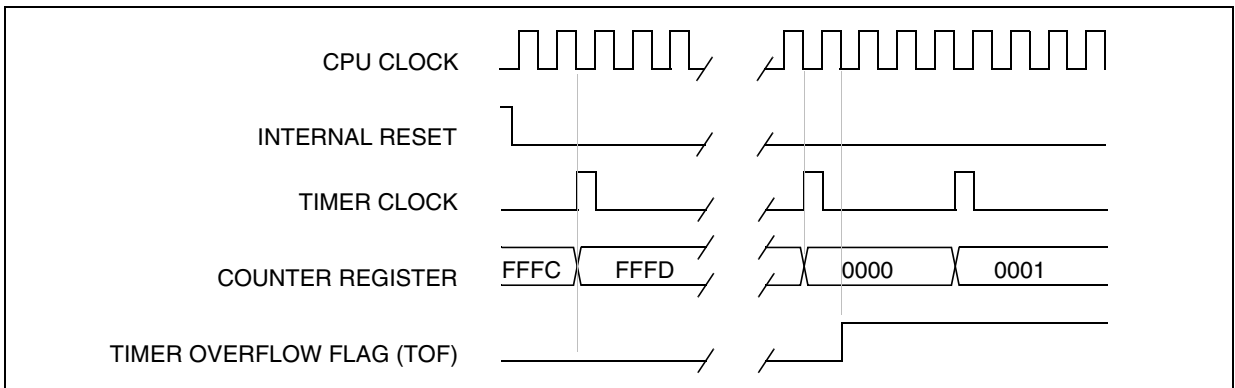 CPU CLOCK
INTERNAL RESET
TIMER CLOCK
COUNTER REGISTER FFFC FFFD 0000 0001
TIMER OVERFLOW FLAG (TOF)